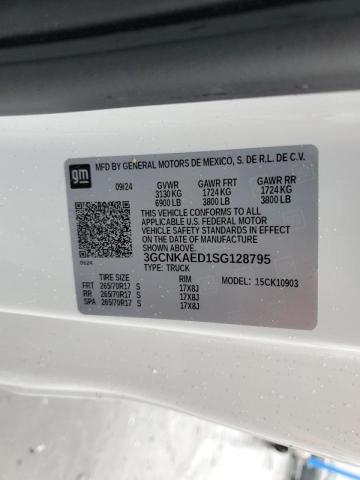 gm
MFD BY GENERAL MOTORS DE MEXICO, S. DE R.L. DE C.V.
09/24 GVWR GAWR FRT GAWR RR
3130 KG 1724 KG 1724 KG
6900 LB 3800 LB 3800 LB
THIS VEHICLE CONFORMS TO ALL
APPLICABLE U.S. FEDERAL MOTOR
VEHICLE SAFETY STANDARDS IN EFFECT
ON THE DATE OF MANUFACTURE
SHOWN ABOVE.
3GCNKAED1SG128795
TYPE: TRUCK
TIRE SIZE RIM MODEL: 15CK10903
FRT 265/70R17 S 17X8J
RR 265/70R17 S 17X8J
SPA 265/70R17 S 17X8J